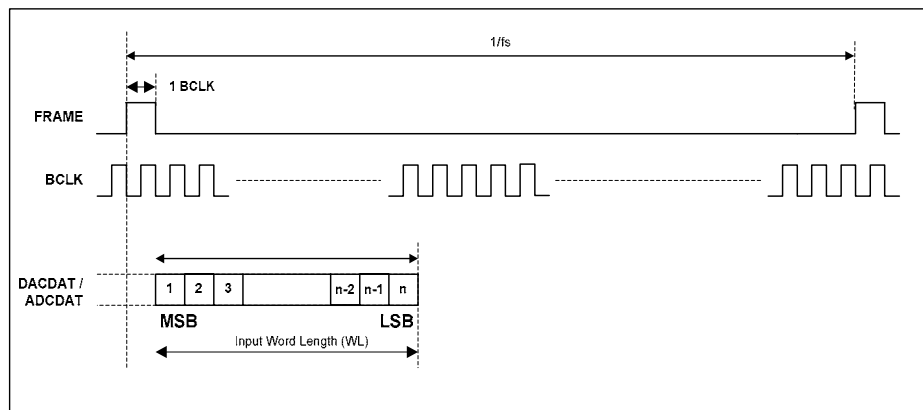 1/fs
1 BCLK
FRAME
BCLK
DACDAT /
ADCDAT
1 2 3 n-2 n-1 n
MSB LSB
Input Word Length (WL)